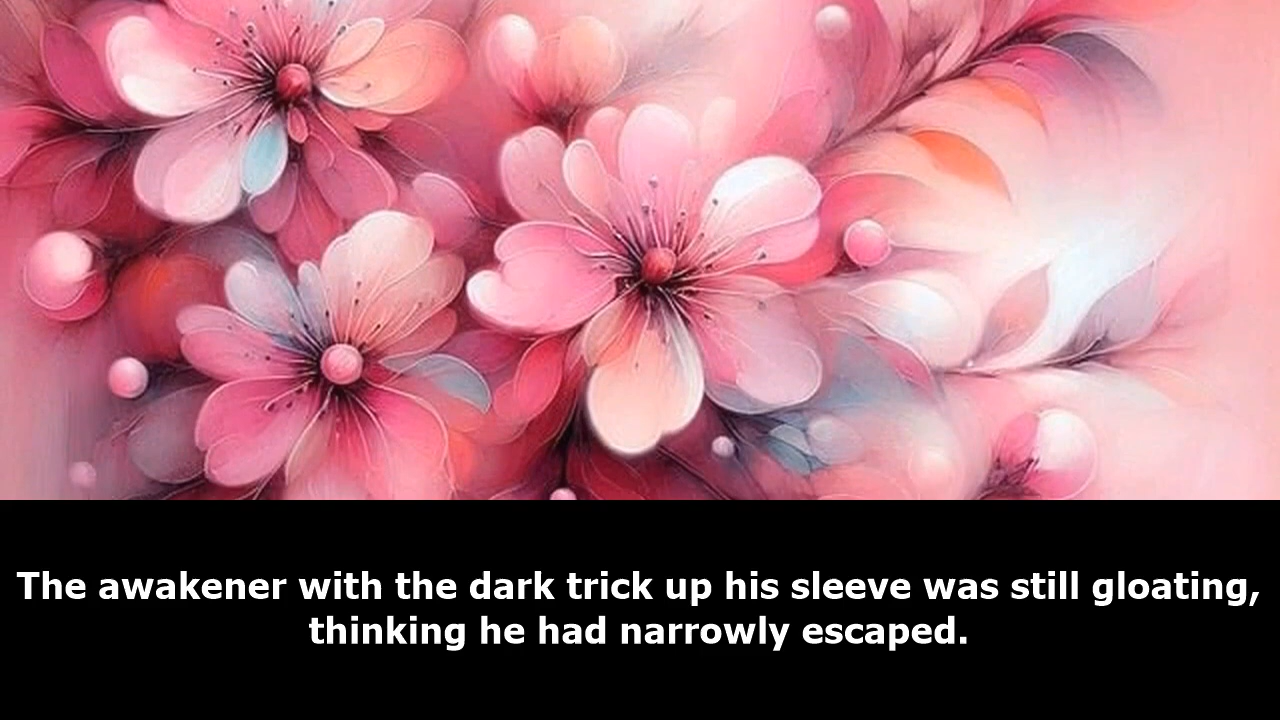 The awakener with the dark trick up his sleeve was still gloating,
thinking he had narrowly escaped.